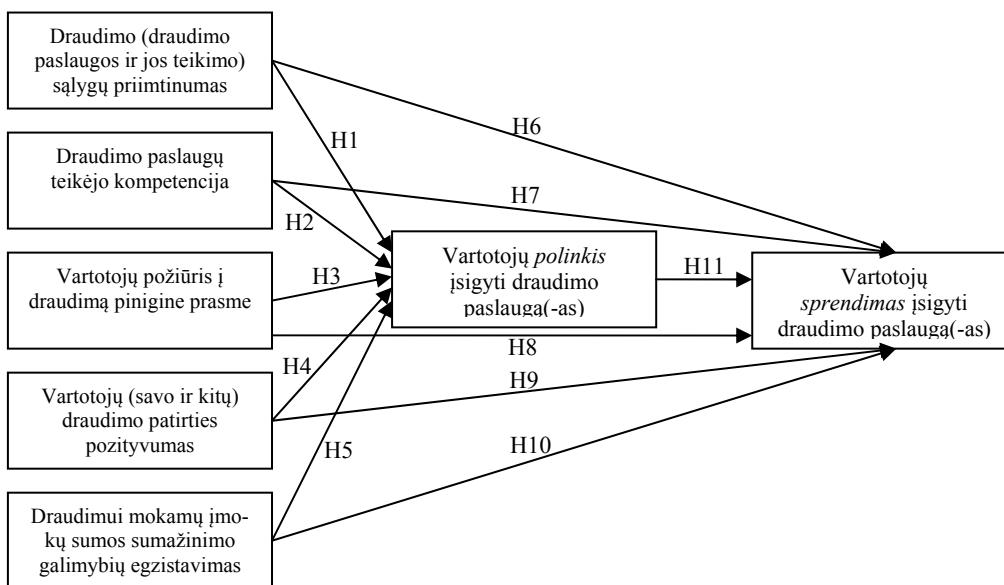 Draudimo (draudimo
paslaugos ir jos teikimo)
sąlygų priimtinumas
H6
H1
Draudimo paslaugų
teikėjo kompetencija
H7
H2
Vartotojų požiūris į
draudimą pinigine prasme
H3
Vartotojų polinkis
įsigyti draudimo
paslaugą(-as)
H11
Vartotojų
sprendimas įsigyti
draudimo paslaugą(-as)
H8
H4
Vartotojų (savo ir kitų)
draudimo patirties
pozityvumas
H9
H5
H10
Draudimui mokamų įmo-
kų sumos sumažinimo
galimybių egzistavimas